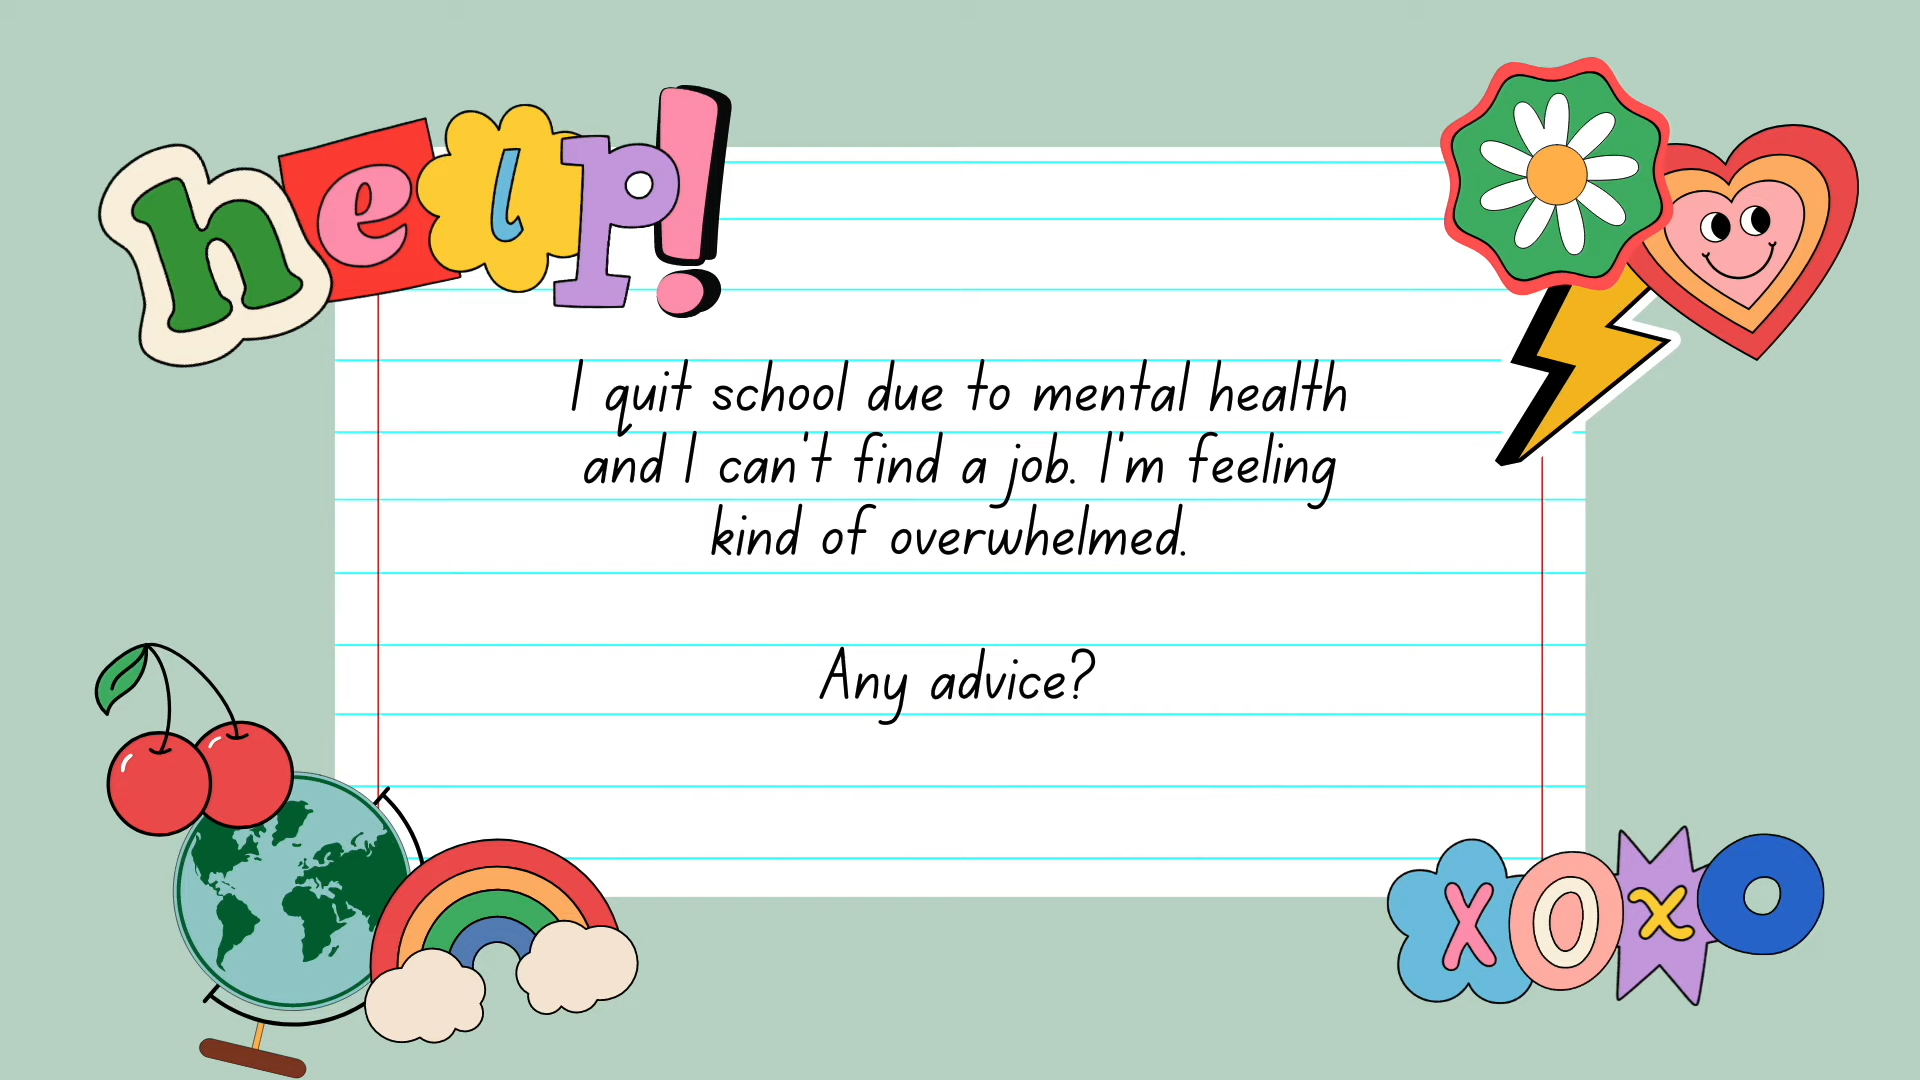 help!
I quit school due to mental health
and I can't find a job. I'm feeling
kind of overwhelmed.
Any advice?
xoxo